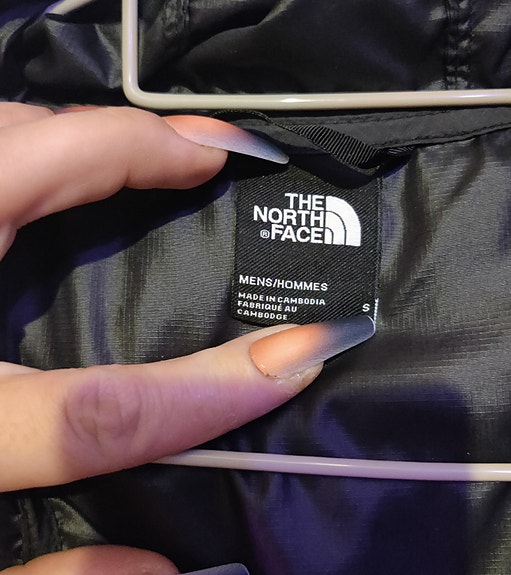 THE
NORTH
® FACE
MENS/HOMMES
MADE IN CAMBODIA
FABRIQUÉ AU
CAMBODGE
S